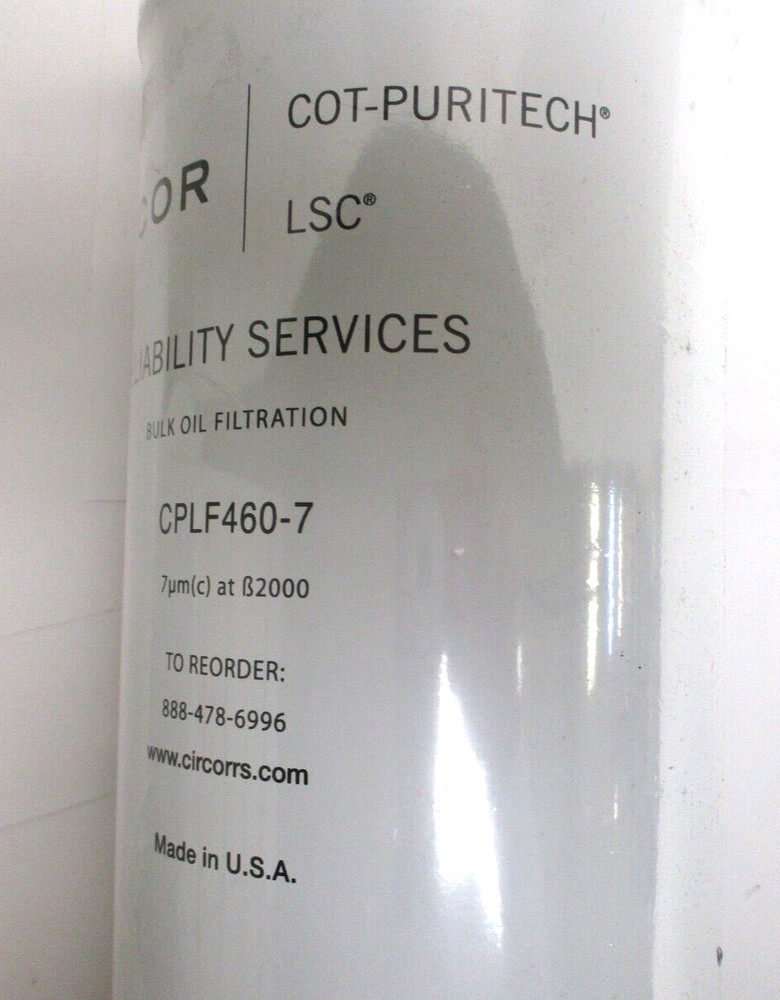 COT-PURITECH®
COR
LSC®
IABILITY SERVICES
BULK OIL FILTRATION
CPLF460-7
7µm(c) at ß2000
TO REORDER:
888-478-6996
www.circorrs.com
Made in U.S.A.